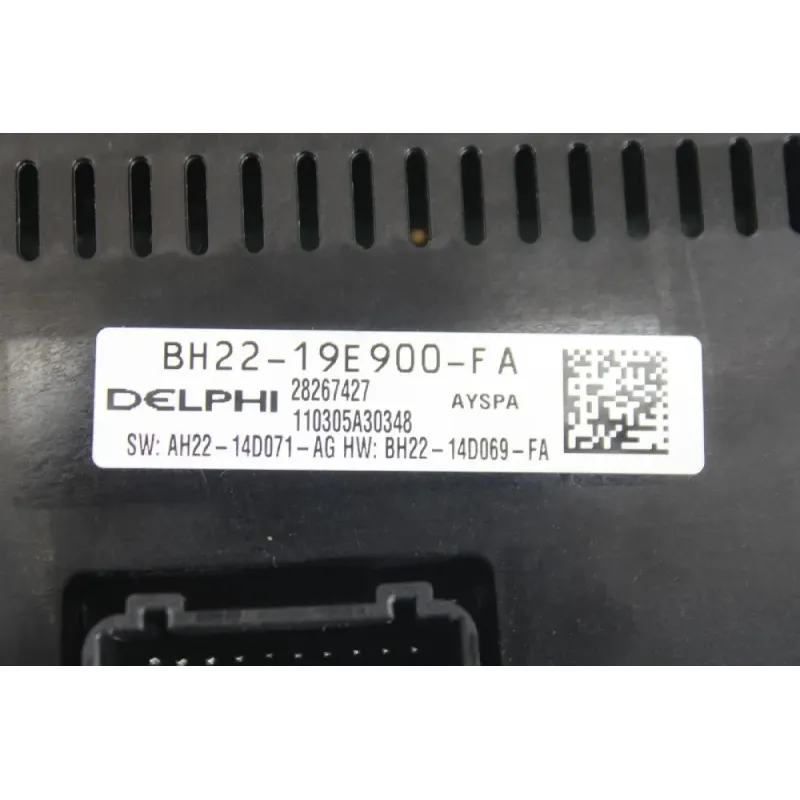 BH22-19E900-FA
DELPHI 28267427 AYSPA
110305A30348
SW: AH22-14D071-AG HW: BH22-14D069-FA